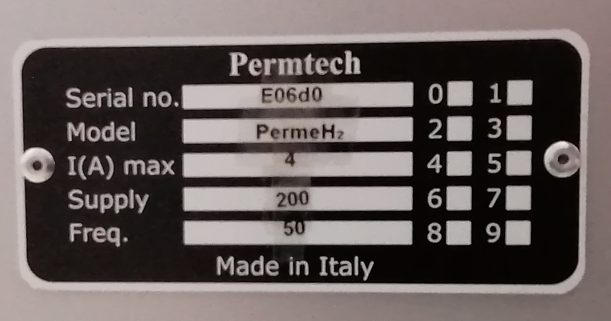 Permtech
Serial no. E06d0 0 1
Model PermeH₂ 2 3
I(A) max 4 4 5
Supply 200 6 7
Freq. 50 8 9
Made in Italy